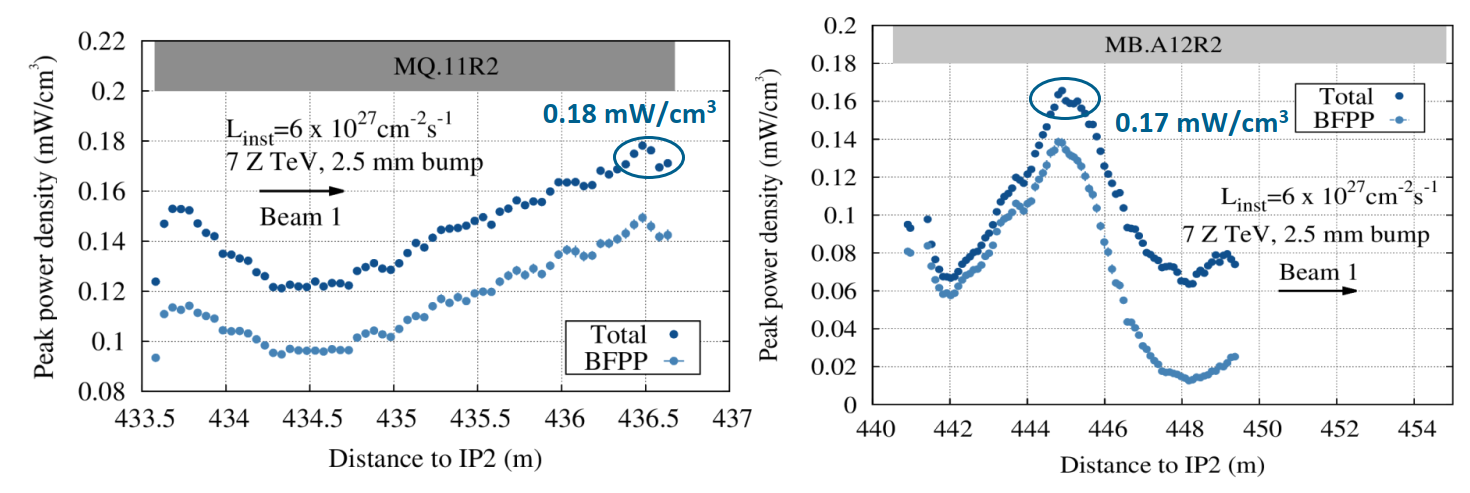 MQ.11R2
0.18 mW/cm³
L_inst=6 x 10²⁷cm⁻²s⁻¹
7 Z TeV, 2.5 mm bump
Beam 1
Total
BFPP
Peak power density (mW/cm³)
0.22
0.2
0.18
0.16
0.14
0.12
0.1
0.08
433.5 434 434.5 435 435.5 436 436.5 437
Distance to IP2 (m)
MB.A12R2
Total
BFPP
0.17 mW/cm³
L_inst=6 x 10²⁷cm⁻²s⁻¹
7 Z TeV, 2.5 mm bump
Beam 1
Peak power density (mW/cm³)
0.2
0.18
0.16
0.14
0.12
0.1
0.08
0.06
0.04
0.02
0
440 442 444 446 448 450 452 454
Distance to IP2 (m)